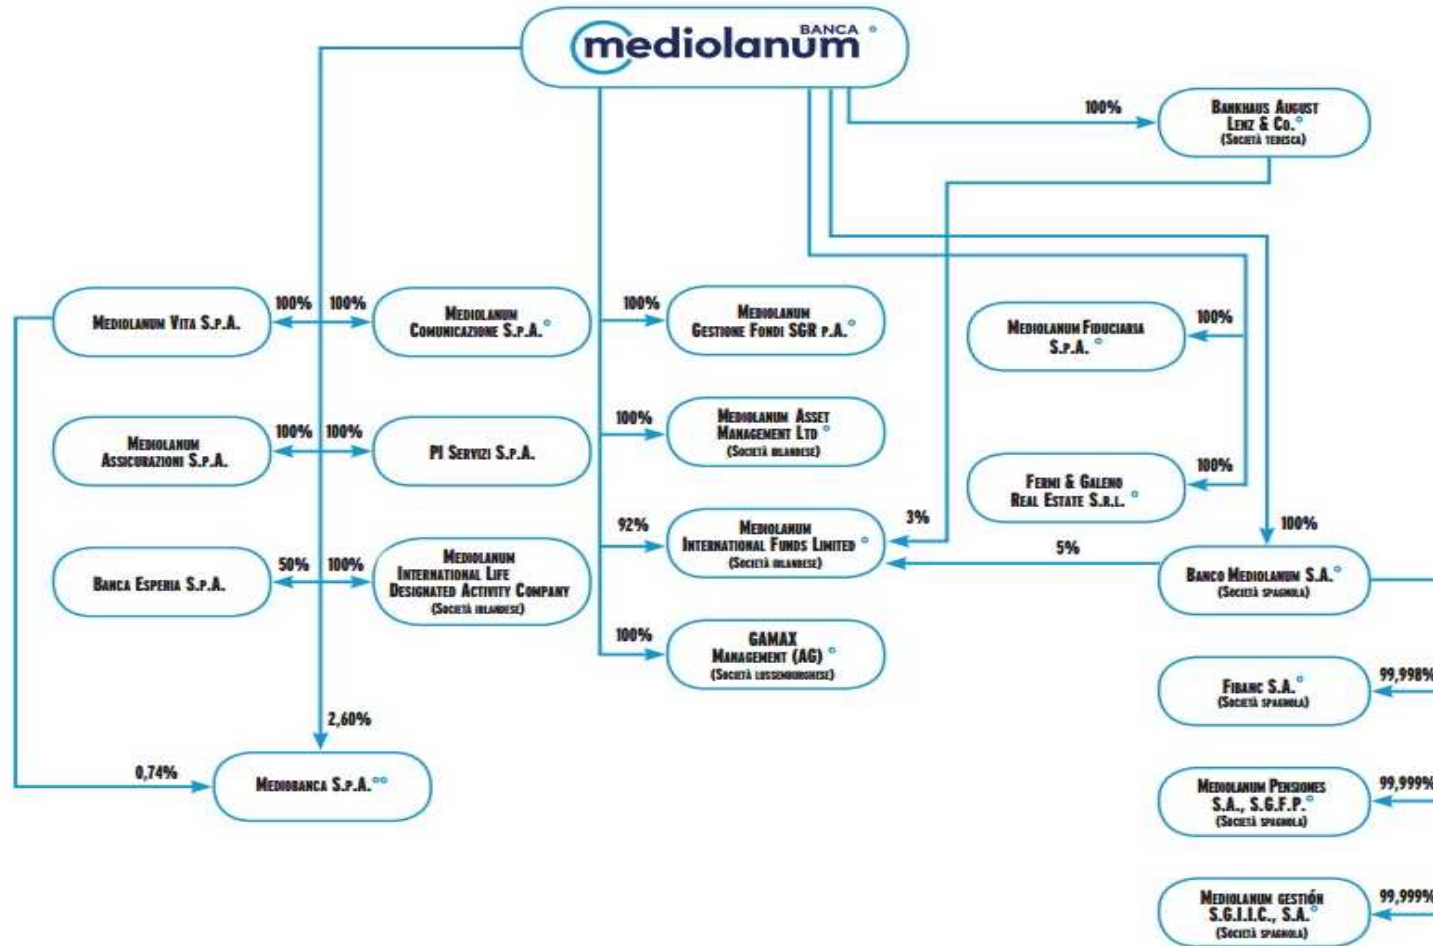 BANCA °
mediolanum
100%
BANKHAUS AUGUST
LENZ & CO.°
(SOCIETÀ TEDESCA)
MEDIOLANUM VITA S.P.A.
100%
100%
MEDIOLANUM
COMUNICAZIONE S.P.A.°
100%
MEDIOLANUM
GESTIONE FONDI SGR P.A.°
MEDIOLANUM FIDUCIARIA
S.P.A. °
100%
MEDIOLANUM
ASSICURAZIONI S.P.A.
100%
100%
PI SERVIZI S.P.A.
100%
MEDIOLANUM ASSET
MANAGEMENT LTD °
(SOCIETÀ IRLANDESE)
FERMI & GALENO
REAL ESTATE S.R.L. °
100%
BANCA ESPERIA S.P.A.
50%
100%
MEDIOLANUM
INTERNATIONAL LIFE
DESIGNATED ACTIVITY COMPANY
(SOCIETÀ IRLANDESE)
92%
MEDIOLANUM
INTERNATIONAL FUNDS LIMITED °
(SOCIETÀ IRLANDESE)
3%
5%
100%
BANCO MEDIOLANUM S.A.°
(SOCIETÀ SPAGNOLA)
100%
GAMAX
MANAGEMENT (AG) °
(SOCIETÀ LUSSEMBURGHESE)
FIBANC S.A.°
(SOCIETÀ SPAGNOLA)
99,998%
2,60%
0,74%
MEDIOBANCA S.P.A.°°
MEDIOLANUM PENSIONES
S.A., S.G.F.P.°
(SOCIETÀ SPAGNOLA)
99,999%
MEDIOLANUM GESTIÓN
S.G.I.I.C., S.A.°
(SOCIETÀ SPAGNOLA)
99,999%